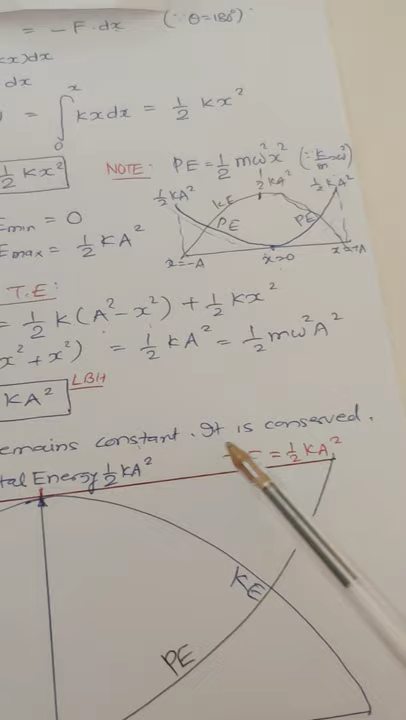 = - F. dx (∵ θ=180°)
kx)dx
dx
= ∫₀ˣ kxdx = 1/2 kx²
1/2 kx²
NOTE: PE = 1/2 mω²x² (∵ k/m = ω²)
1/2 kA² KE 1/2 kA² 1/2 kA²
PE PE
x=-A x=0 x=+A
Emin = 0
Emax = 1/2 kA²
T.E:
= 1/2 k(A²-x²) + 1/2 kx²
x²+x²) = 1/2 kA² = 1/2 mω²A²
KA² LBH
emains constant. It is conserved.
tal Energy 1/2 kA² = 1/2 KA²
KE
PE